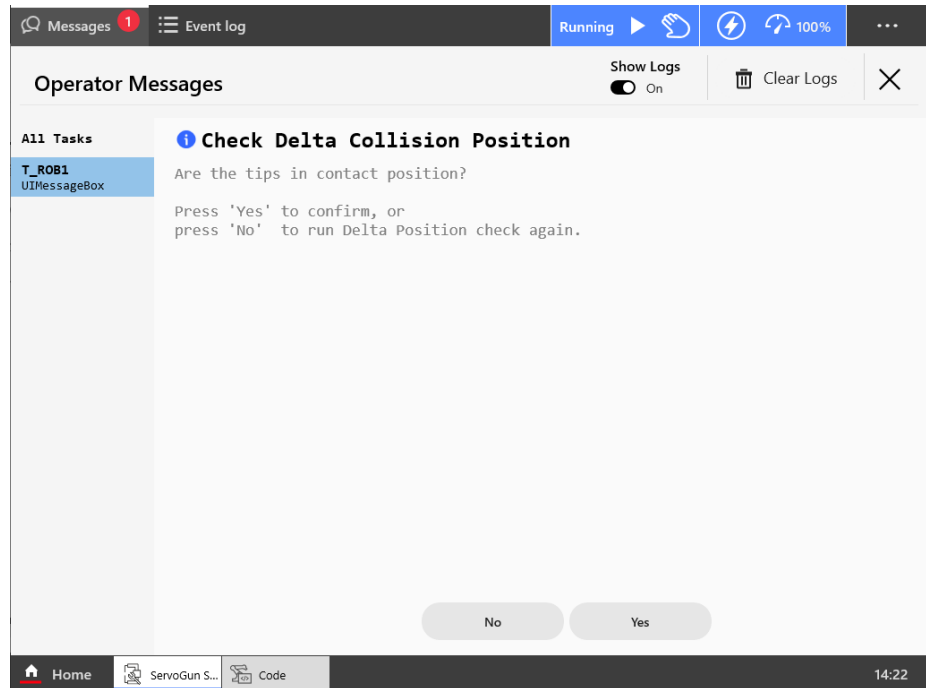 Messages 1 Event log Running 100% ...
Operator Messages Show Logs On Clear Logs
All Tasks
T_ROB1
UIMessageBox
Check Delta Collision Position
Are the tips in contact position?
Press 'Yes' to confirm, or
press 'No' to run Delta Position check again.
No Yes
Home ServoGun S... Code 14:22